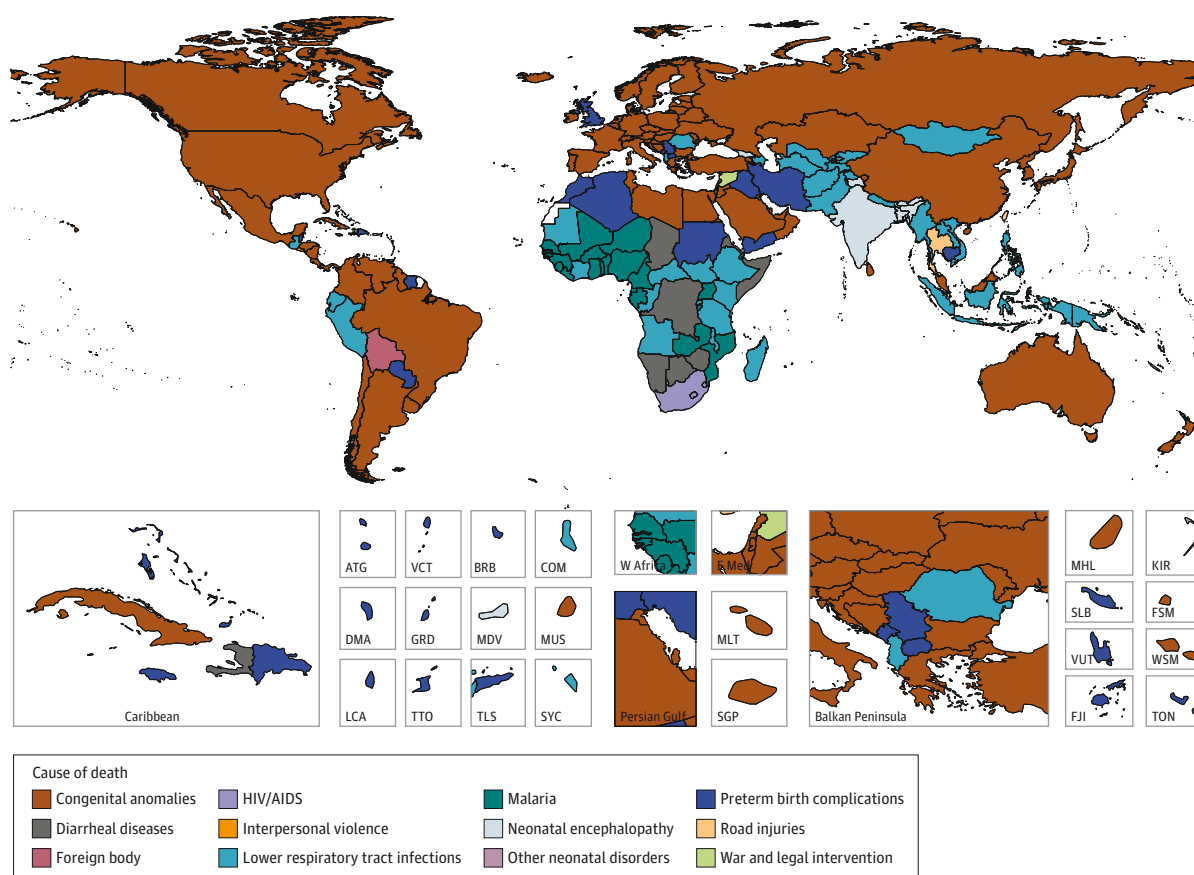 ATG
VCT
BRB
COM
DMA
GRD
MDV
MUS
LCA
TTO
TLS
SYC
Caribbean
W Africa
E Med
Persian Gulf
MLT
SGP
Balkan Peninsula
MHL
KIR
SLB
FSM
VUT
WSM
FJI
TON
Cause of death
Congenital anomalies
HIV/AIDS
Malaria
Preterm birth complications
Diarrheal diseases
Interpersonal violence
Neonatal encephalopathy
Road injuries
Foreign body
Lower respiratory tract infections
Other neonatal disorders
War and legal intervention